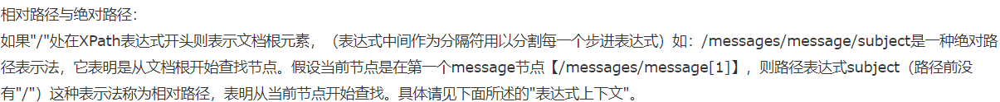 相对路径与绝对路径：
如果"/"处在XPath表达式开头则表示文档根元素，（表达式中间作为分隔符用以分割每一个步进表达式）如：/messages/message/subject是一种绝对路
径表示法，它表明是从文档根开始查找节点。假设当前节点是在第一个message节点【/messages/message[1]】，则路径表达式subject（路径前没
有"/"）这种表示法称为相对路径，表明从当前节点开始查找。具体请见下面所述的"表达式上下文"。